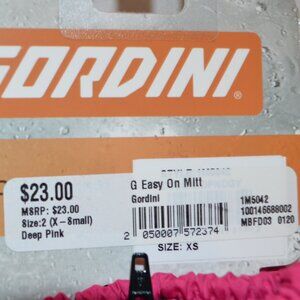 GORDINI®
$23.00
MSRP: $23.00
Size:2 (X-Small)
Deep Pink
G Easy On Mitt
Gordini
1M5042
100146688002
MBFD03 0120
2 050007 572374
SIZE: XS